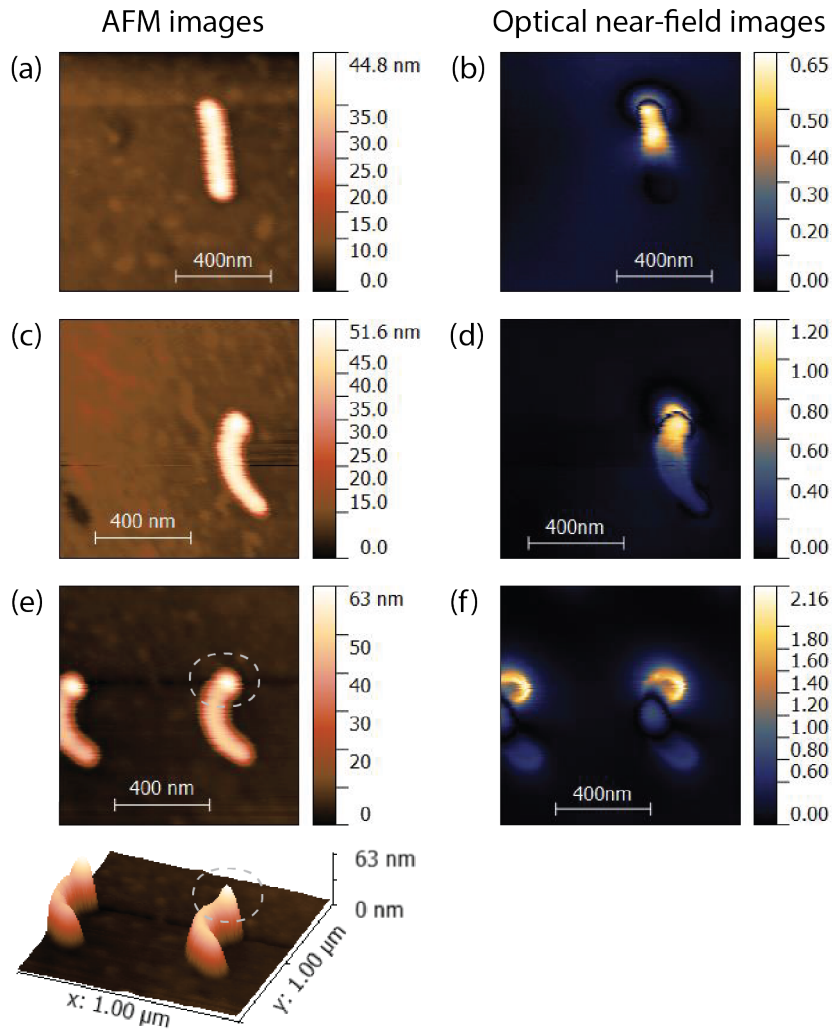 AFM images
Optical near-field images
(a)
44.8 nm
35.0
30.0
25.0
20.0
15.0
10.0
0.0
400nm
(b)
0.65
0.50
0.40
0.30
0.20
0.00
400nm
(c)
51.6 nm
45.0
40.0
35.0
30.0
25.0
20.0
15.0
0.0
400 nm
(d)
1.20
1.00
0.80
0.60
0.40
0.00
400nm
(e)
63 nm
50
40
30
20
0
400 nm
(f)
2.16
1.80
1.60
1.40
1.20
1.00
0.80
0.60
0.00
400nm
63 nm
0 nm
x: 1.00 µm
y: 1.00 µm